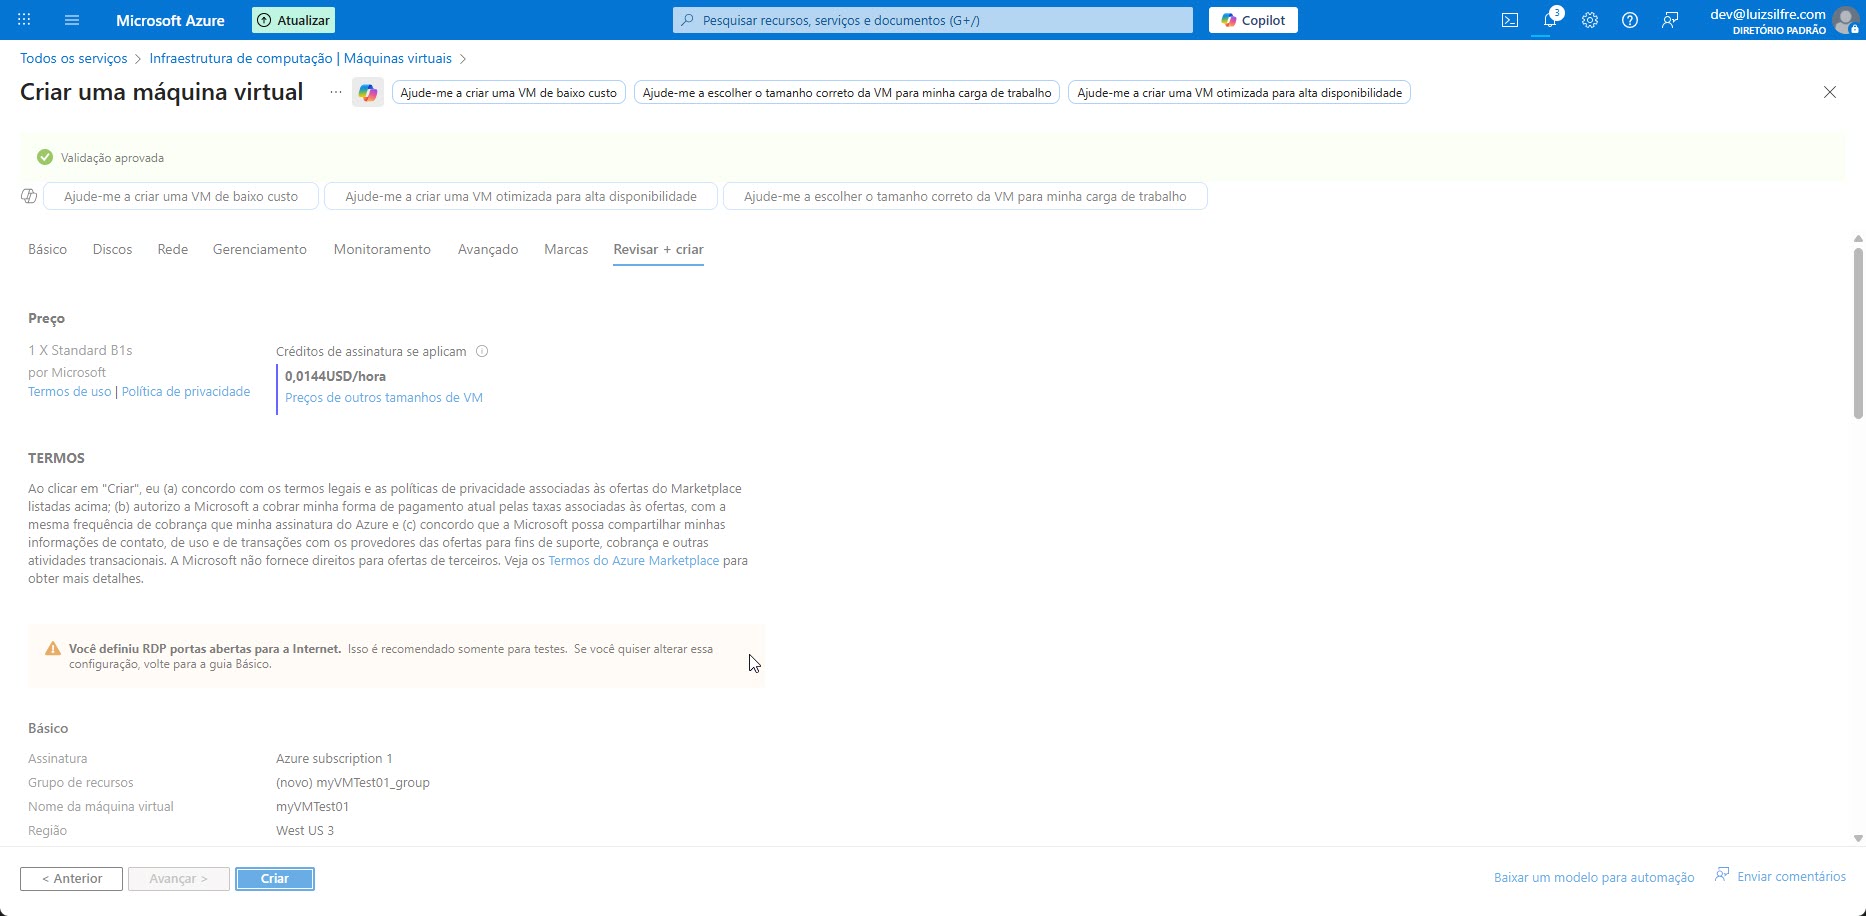 Microsoft Azure
Atualizar
Pesquisar recursos, serviços e documentos (G+/)
Copilot
3
dev@luizsilfre.com
DIRETÓRIO PADRÃO
Todos os serviços > Infraestrutura de computação | Máquinas virtuais >
Criar uma máquina virtual
...
Ajude-me a criar uma VM de baixo custo
Ajude-me a escolher o tamanho correto da VM para minha carga de trabalho
Ajude-me a criar uma VM otimizada para alta disponibilidade
Validação aprovada
Ajude-me a criar uma VM de baixo custo
Ajude-me a criar uma VM otimizada para alta disponibilidade
Ajude-me a escolher o tamanho correto da VM para minha carga de trabalho
Básico
Discos
Rede
Gerenciamento
Monitoramento
Avançado
Marcas
Revisar + criar
Preço
1 X Standard B1s
por Microsoft
Termos de uso | Política de privacidade
Créditos de assinatura se aplicam
0,0144USD/hora
Preços de outros tamanhos de VM
TERMOS
Ao clicar em "Criar", eu (a) concordo com os termos legais e as políticas de privacidade associadas às ofertas do Marketplace
listadas acima; (b) autorizo a Microsoft a cobrar minha forma de pagamento atual pelas taxas associadas às ofertas, com a
mesma frequência de cobrança que minha assinatura do Azure e (c) concordo que a Microsoft possa compartilhar minhas
informações de contato, de uso e de transações com os provedores das ofertas para fins de suporte, cobrança e outras
atividades transacionais. A Microsoft não fornece direitos para ofertas de terceiros. Veja os Termos do Azure Marketplace para
obter mais detalhes.
Você definiu RDP portas abertas para a Internet. Isso é recomendado somente para testes. Se você quiser alterar essa
configuração, volte para a guia Básico.
Básico
Assinatura
Azure subscription 1
Grupo de recursos
(novo) myVMTest01_group
Nome da máquina virtual
myVMTest01
Região
West US 3
< Anterior
Avançar >
Criar
Baixar um modelo para automação
Enviar comentários